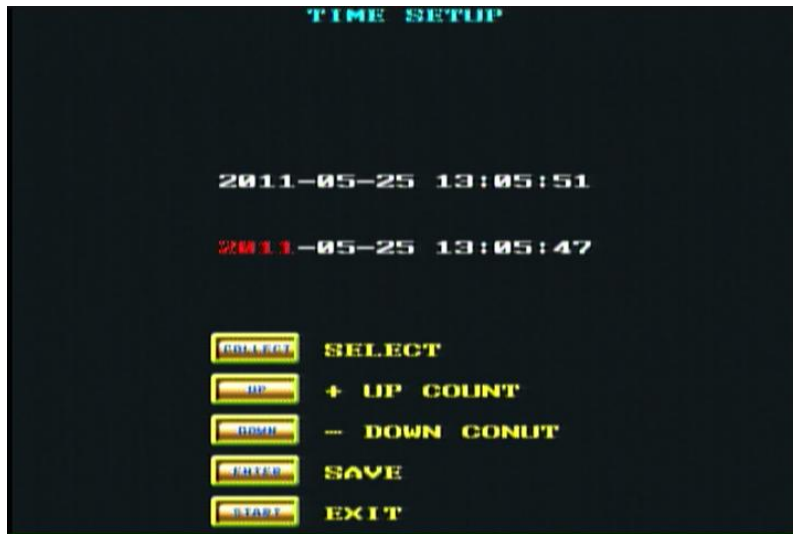 TIME SETUP
2011-05-25 13:05:51
2011-05-25 13:05:47
COLLECT SELECT
UP + UP COUNT
DOWN - DOWN CONUT
ENTER SAVE
START EXIT